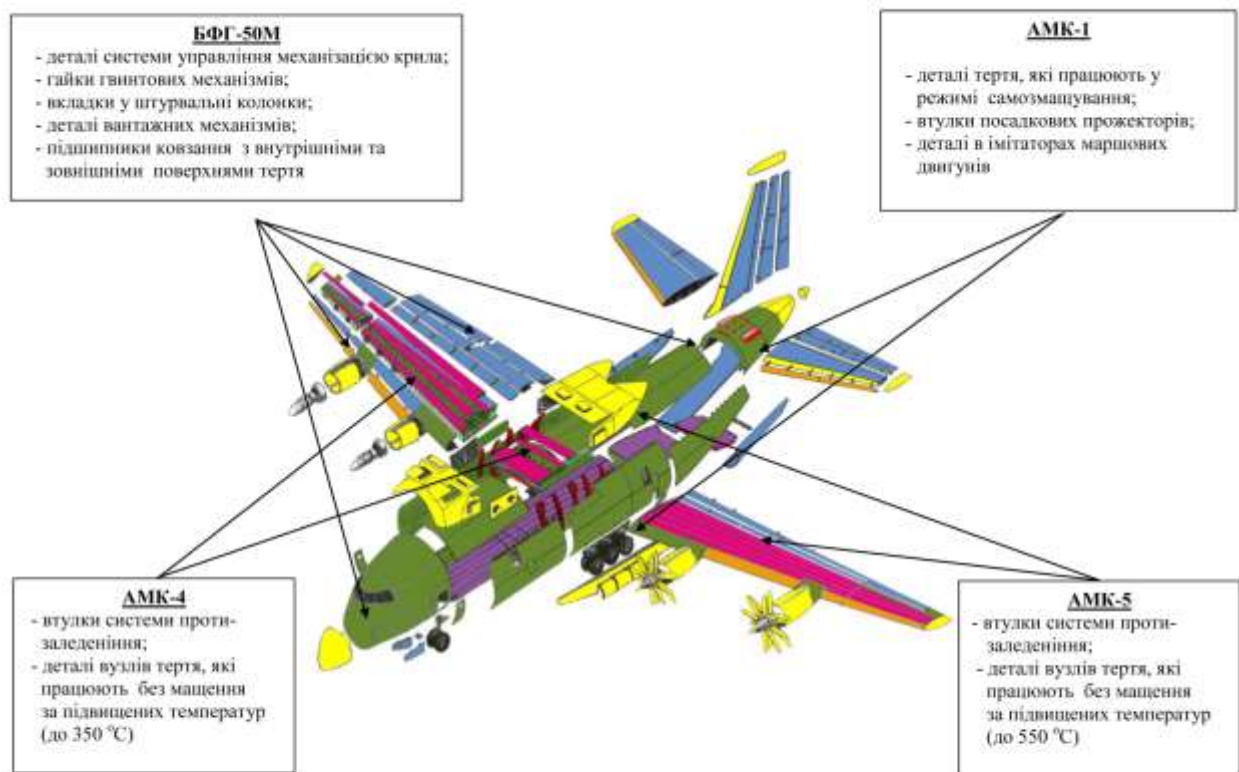 БФГ-50М
- деталі системи управління механізацією крила;
- гайки гвинтових механізмів;
- вкладки у штурвальні колонки;
- деталі вантажних механізмів;
- підшипники ковзання з внутрішніми та
зовнішніми поверхнями тертя
АМК-1
- деталі тертя, які працюють у
режимі самозмащування;
- втулки посадкових прожекторів;
- деталі в імітаторах маршових
двигунів
АМК-4
- втулки системи проти-
заледеніння;
- деталі вузлів тертя, які
працюють без мащення
за підвищених температур
(до 350 °С)
АМК-5
- втулки системи проти-
заледеніння;
- деталі вузлів тертя, які
працюють без мащення
за підвищених температур
(до 550 °С)